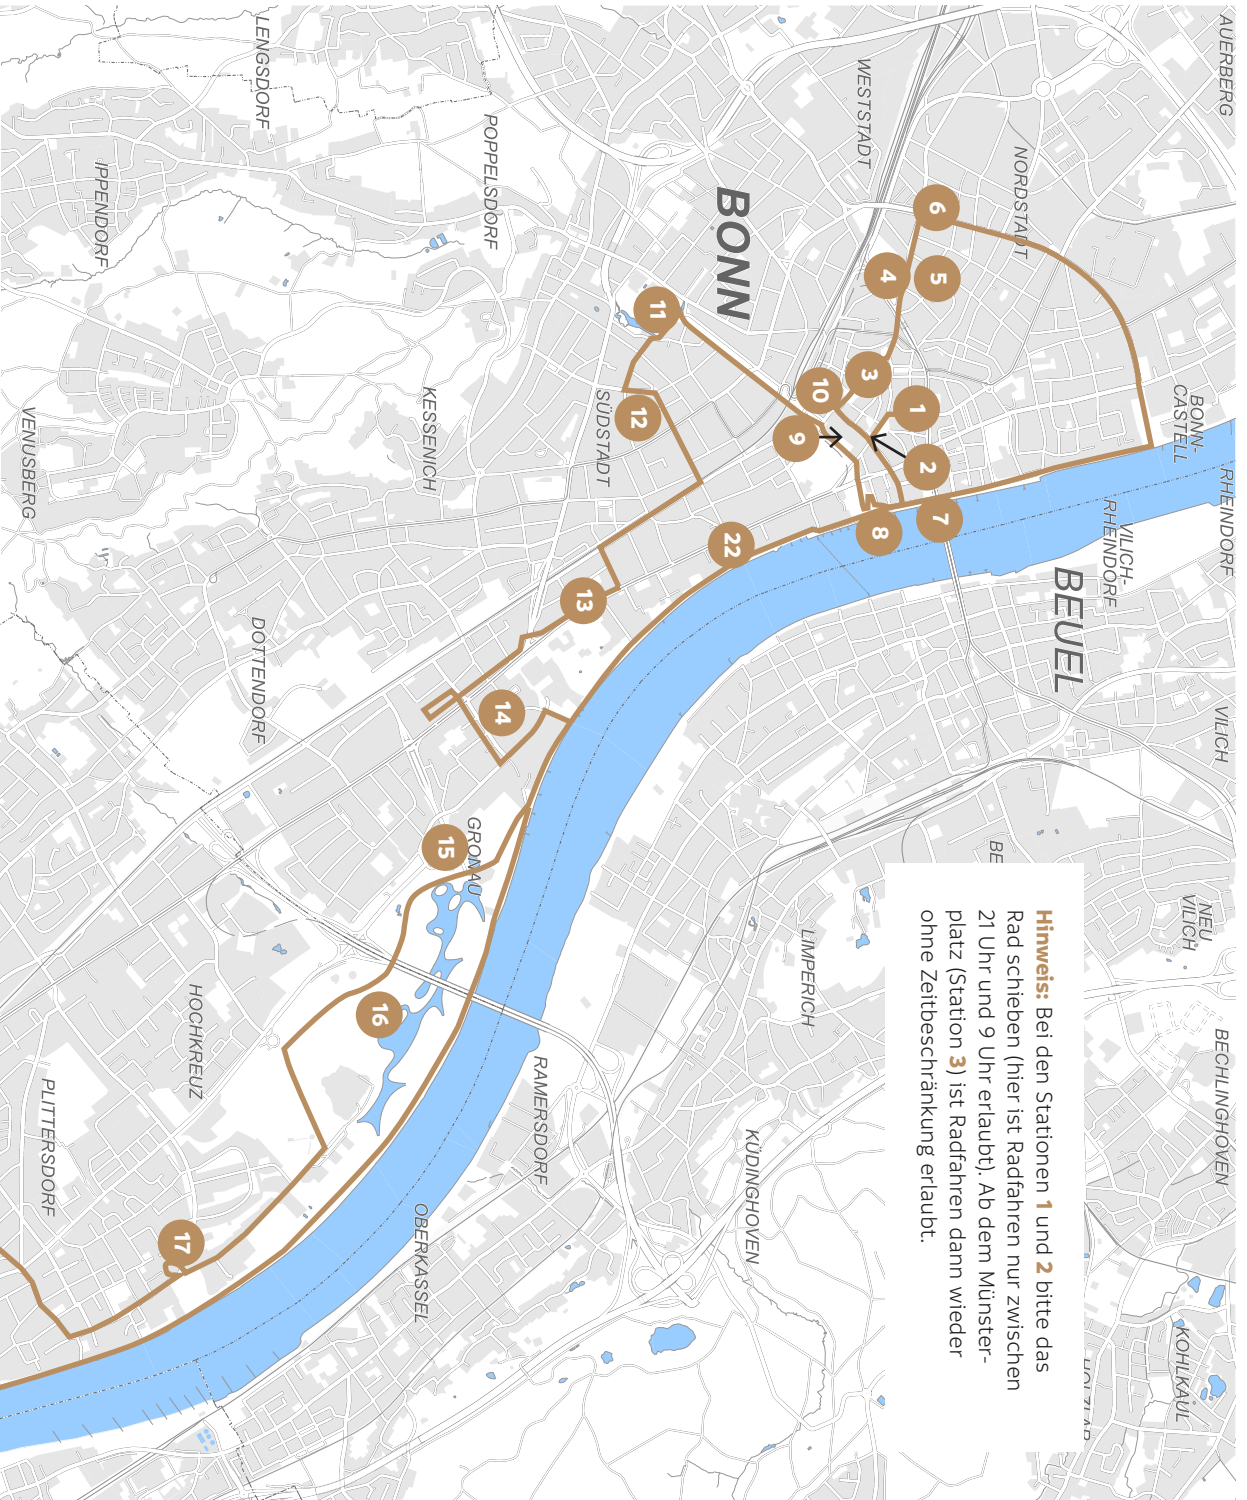 AUERBERG
LENGSDORF
WESTSTADT
POPPELSDORF
NORDSTADT
IPPENDORF
BONN
6
4
5
11
3
10
1
12
9
2
BONN-
CASTELL
SÜDSTADT
KESSENICH
VENUSBERG
RHEINDORF
VILICH-
RHEINDORF
7
8
22
BEUEL
13
14
DOTTENDORF
VILICH
GRONAU
15
16
BE
NEU
VILICH
LIMPERICH
HOCHKREUZ
RAMERSDORF
PLITTERSDORF
KÜDINGHOVEN
BECHLINGHOVEN
OBERKASSEL
17
KOHLKAUL
Hinweis: Bei den Stationen 1 und 2 bitte das
Rad schieben (hier ist Radfahren nur zwischen
21 Uhr und 9 Uhr erlaubt). Ab dem Münster-
platz (Station 3) ist Radfahren dann wieder
ohne Zeitbeschränkung erlaubt.